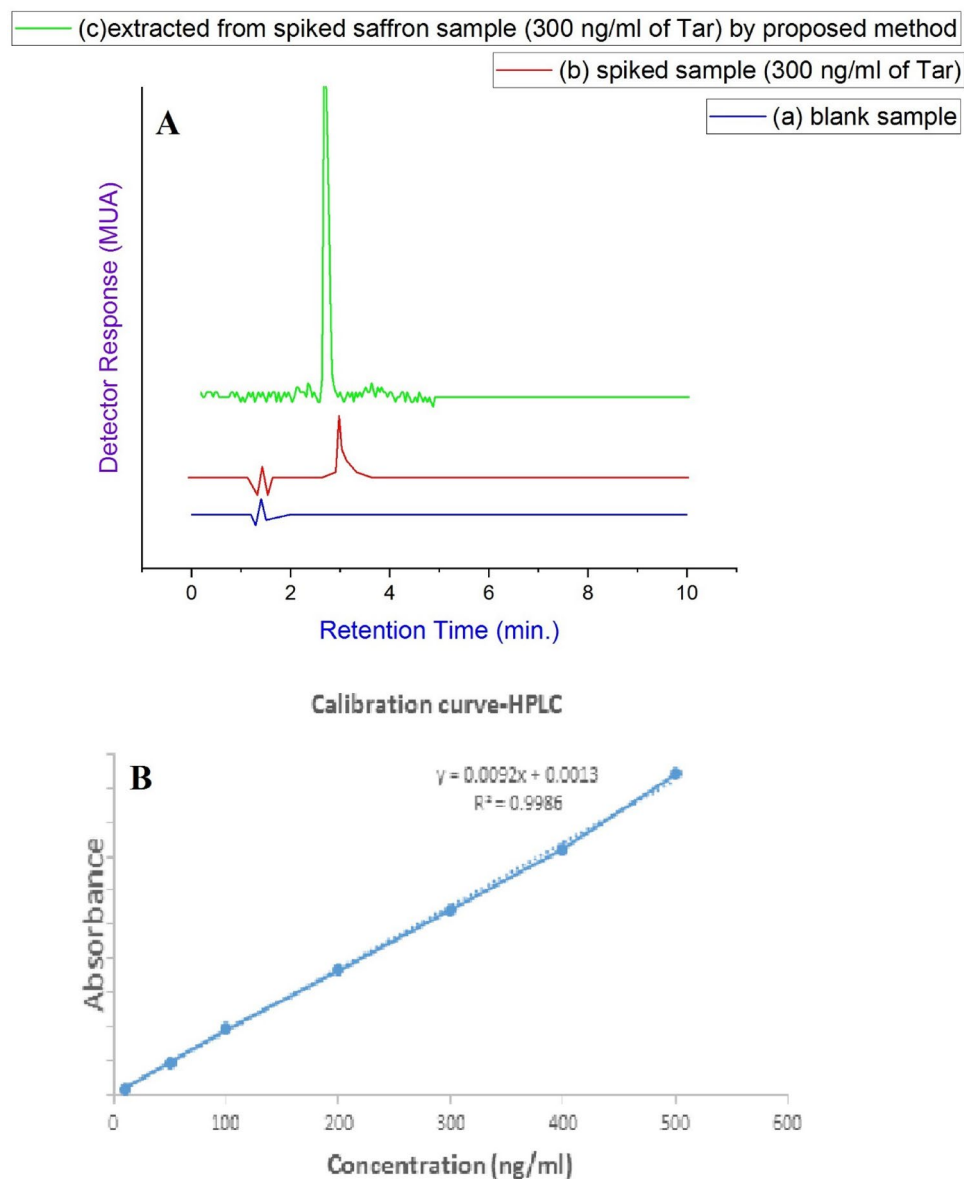 (c)extracted from spiked saffron sample (300 ng/ml of Tar) by proposed method
(b) spiked sample (300 ng/ml of Tar)
(a) blank sample
A
Detector Response (MUA)
0 2 4 6 8 10
Retention Time (min.)
Calibration curve-HPLC
B
y = 0.0092x + 0.0013
R² = 0.9986
Absorbance
0 100 200 300 400 500 600
Concentration (ng/ml)